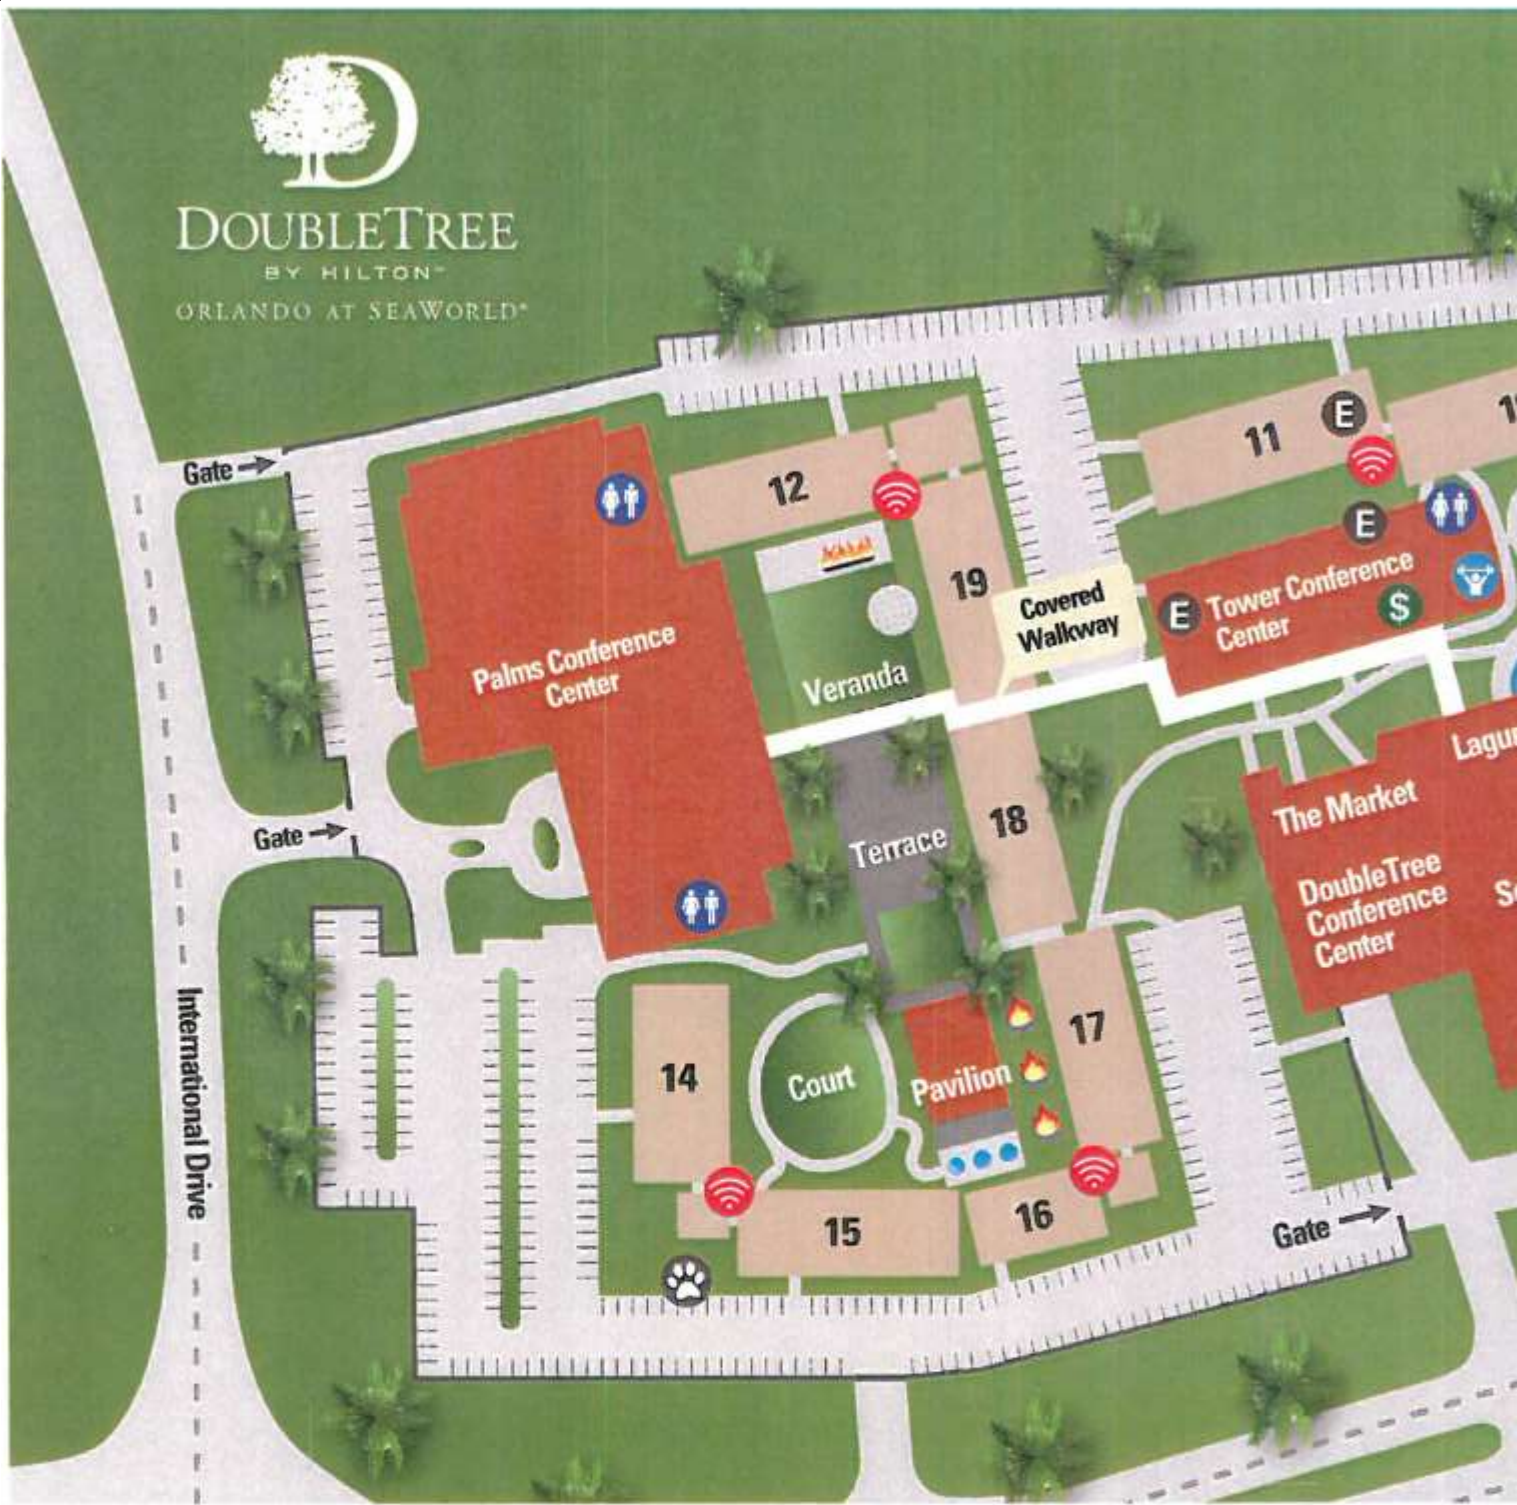 D
DOUBLETREE
BY HILTON™
ORLANDO AT SEAWORLD®
Gate
12
11
E
E
19
Covered
Walkway
E
Tower Conference
Center
$
Palms Conference
Center
Veranda
The Market
18
Terrace
Gate
DoubleTree
Conference
Center
International Drive
17
14
Court
Pavilion
15
16
Gate